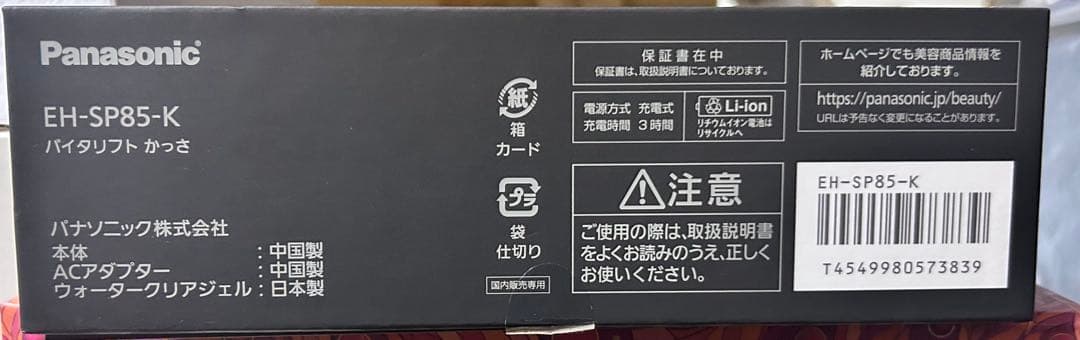 Panasonic
EH-SP85-K
バイタリフト かっさ
パナソニック株式会社
本体 : 中国製
ACアダプター : 中国製
ウォータークリアジェル : 日本製
紙
箱
カード
プラ
袋
仕切り
国内販売専用
保証書在中
保証書は、取扱説明書についております。
電源方式 充電式
充電時間 3時間
Li-ion
リチウムイオン電池は
リサイクルへ
注意
ご使用の際は、取扱説明書
をよくお読みのうえ、正しく
お使いください。
ホームページでも美容商品情報を
紹介しております。
https://panasonic.jp/beauty/
URLは予告なく変更になることがあります。
EH-SP85-K
T4549980573839